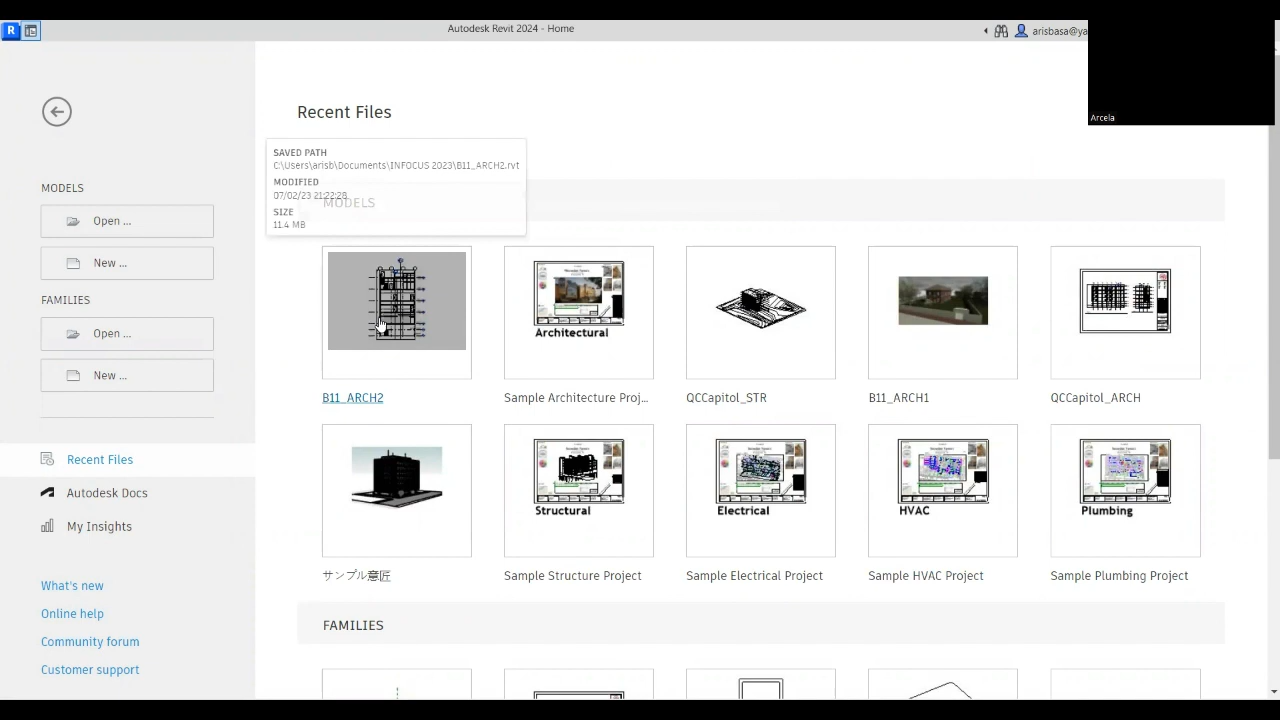 R
Autodesk Revit 2024 - Home
arisbasa@ya
Arcela
Recent Files
SAVED PATH
C:\Users\arisb\Documents\INFOCUS 2023\B11_ARCH2.rvt
MODIFIED
07/02/23 21:22:28
SIZE
11.4 MB
MODELS
MODELS
Open ...
New ...
FAMILIES
Open ...
New ...
Recent Files
Autodesk Docs
My Insights
What's new
Online help
Community forum
Customer support
Architectural
B11_ARCH2
Sample Architecture Proj...
QCCapitol_STR
B11_ARCH1
QCCapitol_ARCH
Structural
Electrical
HVAC
Plumbing
サンプル意匠
Sample Structure Project
Sample Electrical Project
Sample HVAC Project
Sample Plumbing Project
FAMILIES